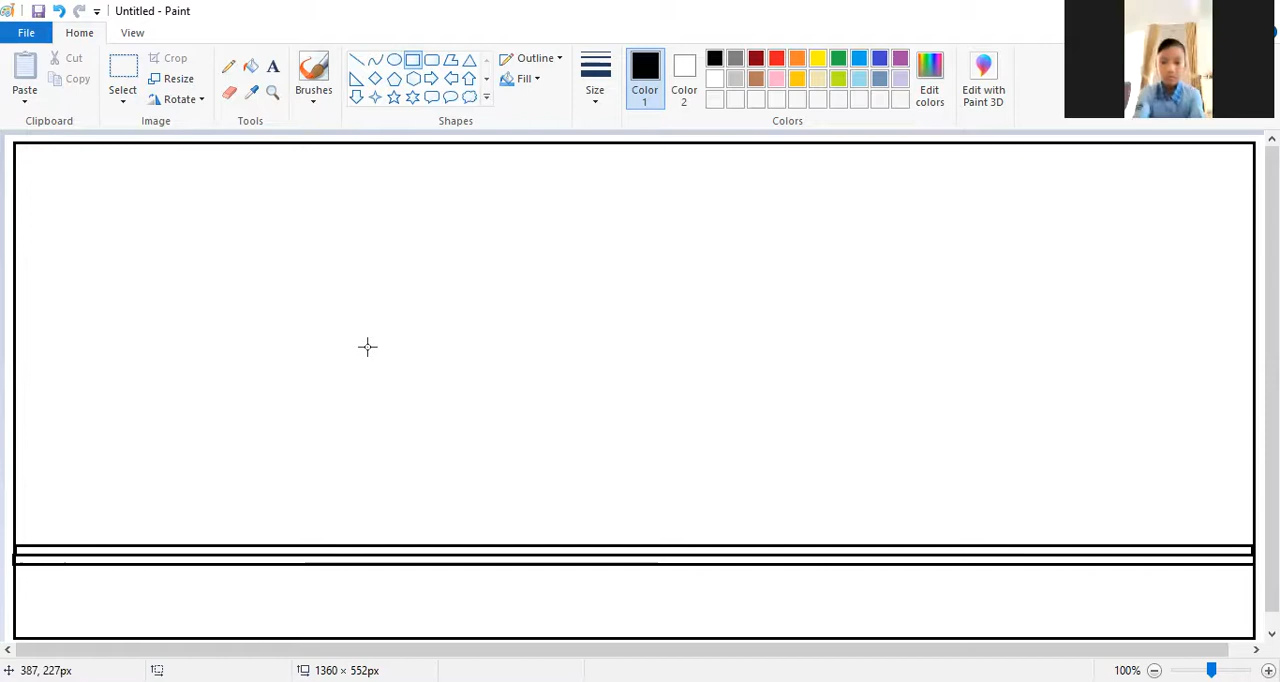 Untitled - Paint
File Home View
Paste
Cut
Copy
Clipboard
Select
Crop
Resize
Rotate
Image
A
Tools
Brushes
Shapes
Outline
Fill
Size
Color 1
Color 2
Edit colors
Edit with Paint 3D
Colors
387, 227px
1360 × 552px
100%